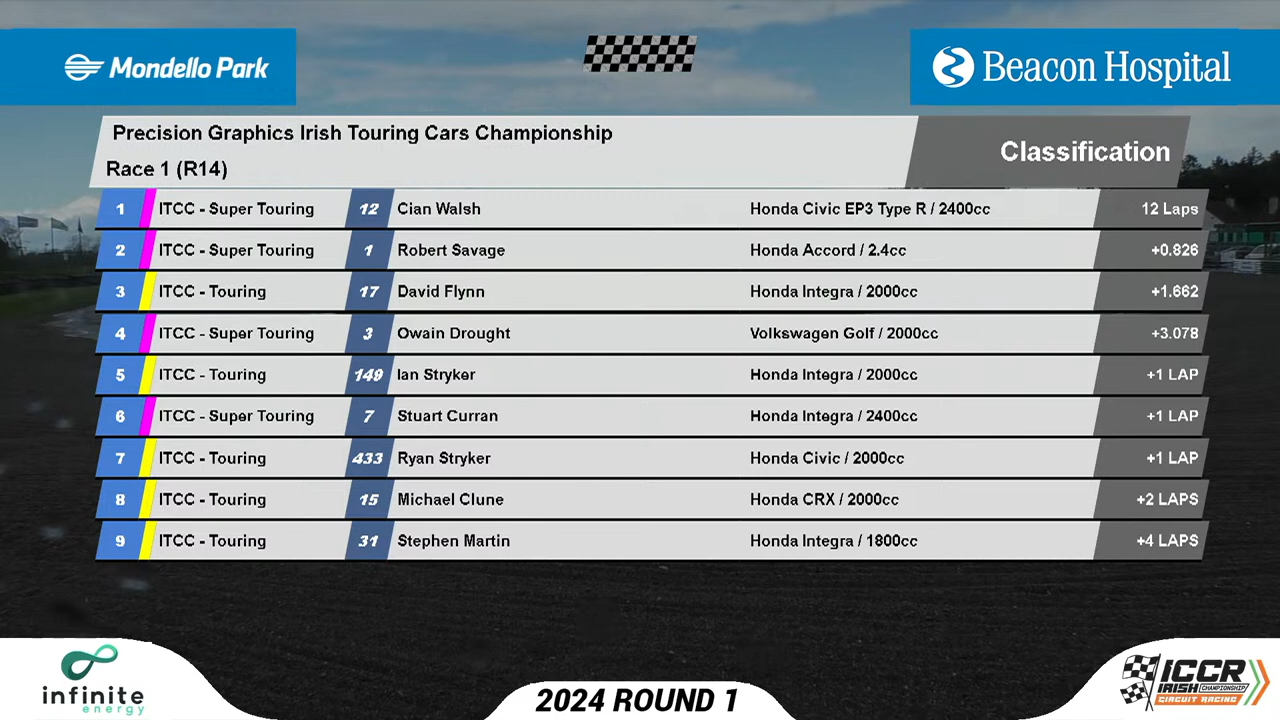 Mondello Park
Beacon Hospital
Precision Graphics Irish Touring Cars Championship
Race 1 (R14)
Classification
1 ITCC - Super Touring 12 Cian Walsh Honda Civic EP3 Type R / 2400cc 12 Laps
2 ITCC - Super Touring 1 Robert Savage Honda Accord / 2.4cc +0.826
3 ITCC - Touring 17 David Flynn Honda Integra / 2000cc +1.662
4 ITCC - Super Touring 3 Owain Drought Volkswagen Golf / 2000cc +3.078
5 ITCC - Touring 149 Ian Stryker Honda Integra / 2000cc +1 LAP
6 ITCC - Super Touring 7 Stuart Curran Honda Integra / 2400cc +1 LAP
7 ITCC - Touring 433 Ryan Stryker Honda Civic / 2000cc +1 LAP
8 ITCC - Touring 15 Michael Clune Honda CRX / 2000cc +2 LAPS
9 ITCC - Touring 31 Stephen Martin Honda Integra / 1800cc +4 LAPS
infinite
energy
2024 ROUND 1
ICCR
IRISH CHAMPIONSHIP
CIRCUIT RACING